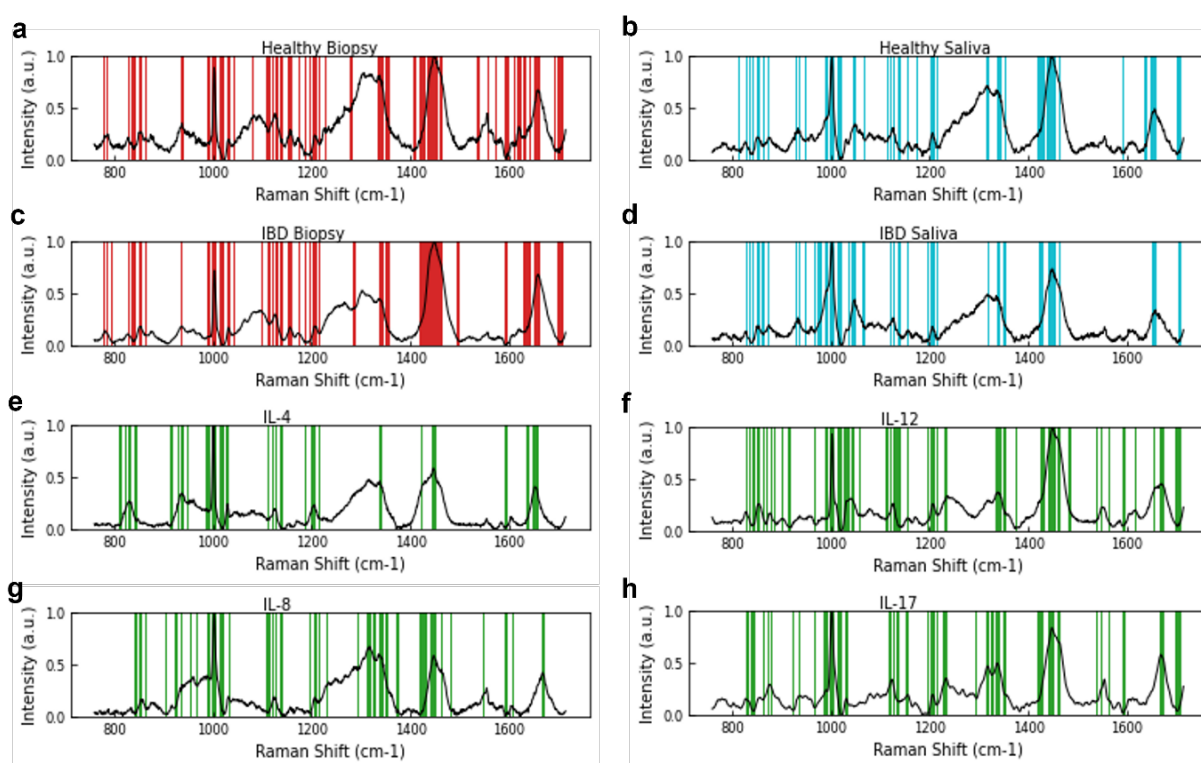 a
Healthy Biopsy
Intensity (a.u.)
1.0
0.5
0.0
800 1000 1200 1400 1600
Raman Shift (cm-1)
b
Healthy Saliva
Intensity (a.u.)
1.0
0.5
0.0
800 1000 1200 1400 1600
Raman Shift (cm-1)
c
IBD Biopsy
Intensity (a.u.)
1.0
0.5
0.0
800 1000 1200 1400 1600
Raman Shift (cm-1)
d
IBD Saliva
Intensity (a.u.)
1.0
0.5
0.0
800 1000 1200 1400 1600
Raman Shift (cm-1)
e
IL-4
Intensity (a.u.)
1.0
0.5
0.0
800 1000 1200 1400 1600
Raman Shift (cm-1)
f
IL-12
Intensity (a.u.)
1.0
0.5
0.0
800 1000 1200 1400 1600
Raman Shift (cm-1)
g
IL-8
Intensity (a.u.)
1.0
0.5
0.0
800 1000 1200 1400 1600
Raman Shift (cm-1)
h
IL-17
Intensity (a.u.)
1.0
0.5
0.0
800 1000 1200 1400 1600
Raman Shift (cm-1)